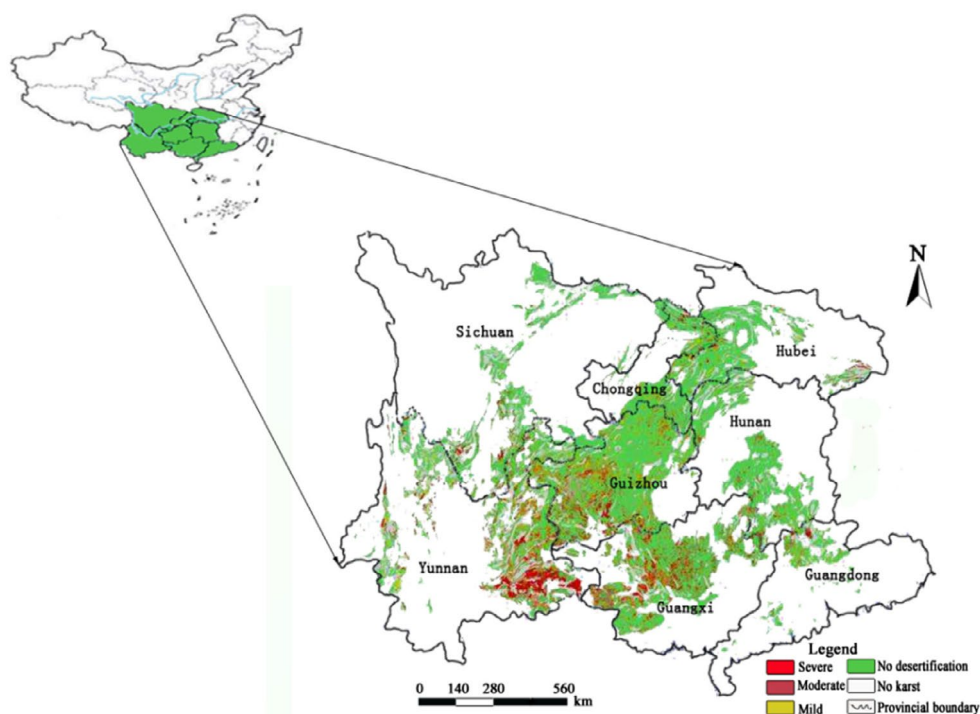 N
Sichuan
Hubei
Chongqing
Hunan
Guizhou
Yunnan
Guangxi
Guangdong
Legend
Severe
No desertification
Moderate
No karst
Mild
Provincial boundary
0 140 280 560
km